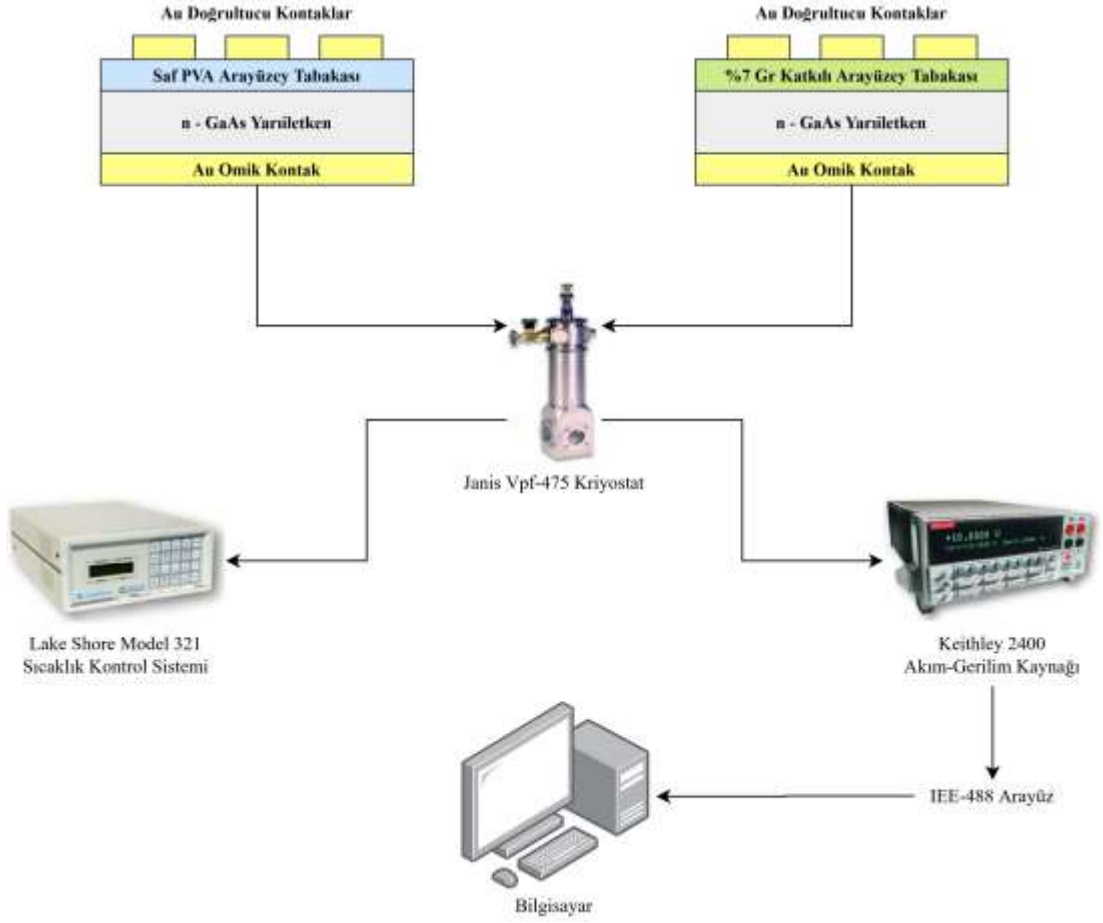 Au Doğrultucu Kontaklar
Saf PVA Arayüzey Tabakası
n - GaAs Yarıiletken
Au Omik Kontak
Au Doğrultucu Kontaklar
%7 Gr Katkılı Arayüzey Tabakası
n - GaAs Yarıiletken
Au Omik Kontak
Janis Vpf-475 Kriyostat
Lake Shore Model 321
Sıcaklık Kontrol Sistemi
Keithley 2400
Akım-Gerilim Kaynağı
IEE-488 Arayüz
Bilgisayar